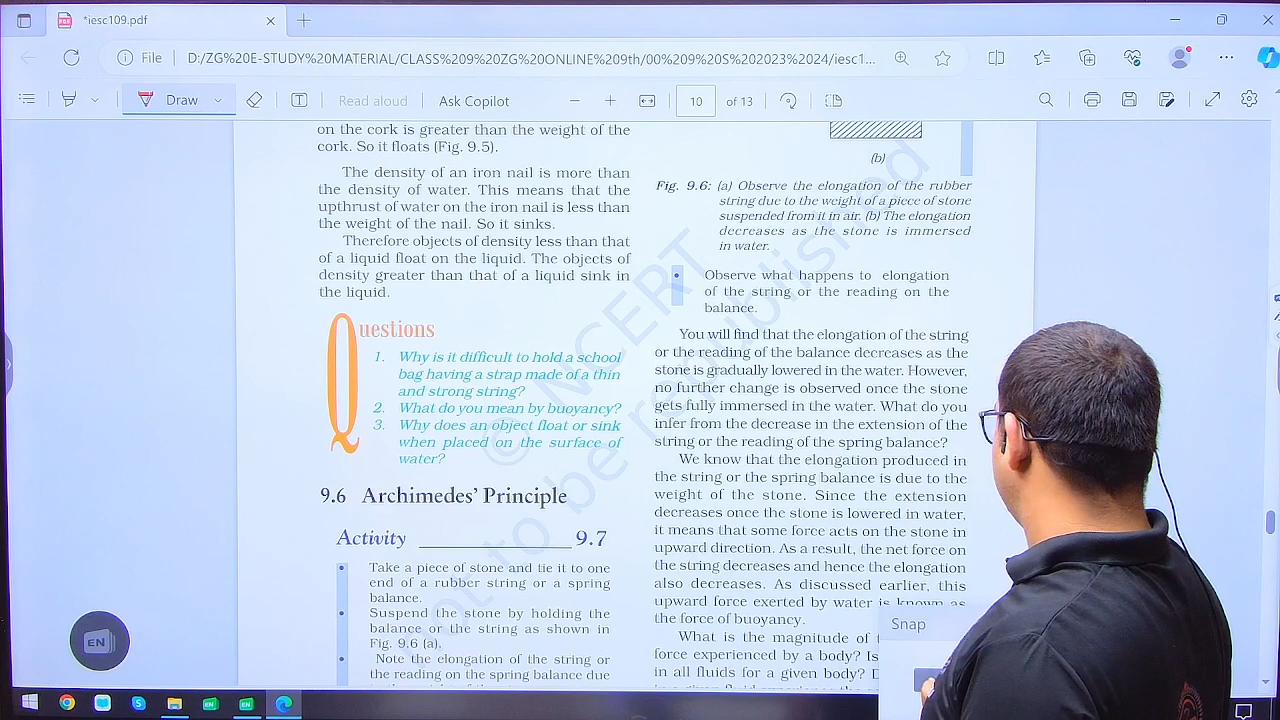 *iesc109.pdf
File
D:/ZG%20E-STUDY%20MATERIAL/CLASS%209%20ZG%20ONLINE%209th/00%209%20S%202023%2024/iesc1...
Draw
Read aloud
Ask Copilot
10 of 13
on the cork is greater than the weight of the
cork. So it floats (Fig. 9.5).
The density of an iron nail is more than
the density of water. This means that the
upthrust of water on the iron nail is less than
the weight of the nail. So it sinks.
Therefore objects of density less than that
of a liquid float on the liquid. The objects of
density greater than that of a liquid sink in
the liquid.
Questions
1. Why is it difficult to hold a school
bag having a strap made of a thin
and strong string?
2. What do you mean by buoyancy?
3. Why does an object float or sink
when placed on the surface of
water?
9.6 Archimedes' Principle
Activity 9.7
• Take a piece of stone and tie it to one
end of a rubber string or a spring
balance.
• Suspend the stone by holding the
balance or the string as shown in
Fig. 9.6 (a).
• Note the elongation of the string or
the reading on the spring balance due
(b)
Fig. 9.6: (a) Observe the elongation of the rubber
string due to the weight of a piece of stone
suspended from it in air. (b) The elongation
decreases as the stone is immersed
in water.
• Observe what happens to elongation
of the string or the reading on the
balance.
You will find that the elongation of the string
or the reading of the balance decreases as the
stone is gradually lowered in the water. However,
no further change is observed once the stone
gets fully immersed in the water. What do you
infer from the decrease in the extension of the
string or the reading of the spring balance?
We know that the elongation produced in
the string or the spring balance is due to the
weight of the stone. Since the extension
decreases once the stone is lowered in water,
it means that some force acts on the stone in
upward direction. As a result, the net force on
the string decreases and hence the elongation
also decreases. As discussed earlier, this
upward force exerted by water is known as
the force of buoyancy.
What is the magnitude of
force experienced by a body? Is
in all fluids for a given body?
© NCERT
not to be republished
Snap
EN